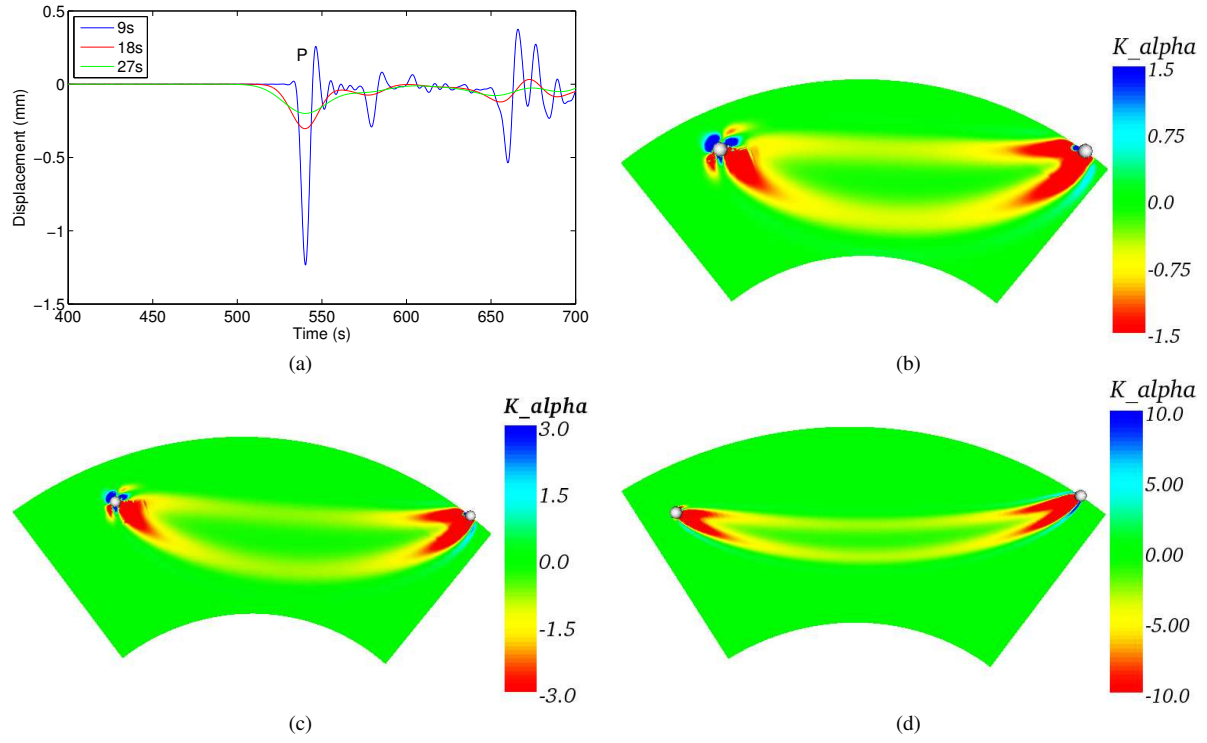 0.5
0
−0.5
−1
−1.5
Displacement (mm)
9s
18s
27s
P
400
450
500
550
600
650
700
Time (s)
(a)
K_alpha
1.5
0.75
0.0
-0.75
-1.5
(b)
K_alpha
3.0
1.5
0.0
-1.5
-3.0
(c)
K_alpha
10.0
5.00
0.00
-5.00
-10.0
(d)